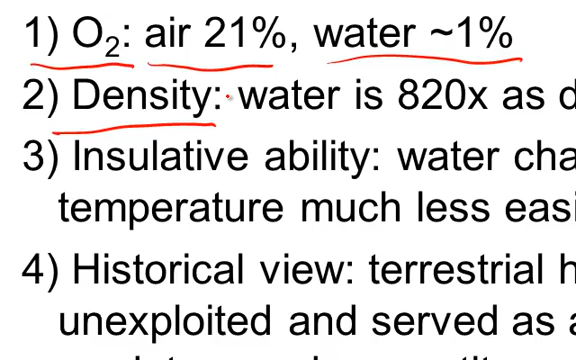 1) O₂: air 21%, water ~1%
2) Density: water is 820x as d
3) Insulative ability: water cha
temperature much less easi
4) Historical view: terrestrial h
unexploited and served as a